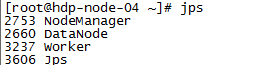 [root@hdp-node-04 ~]# jps
2753 NodeManager
2660 DataNode
3237 Worker
3606 Jps